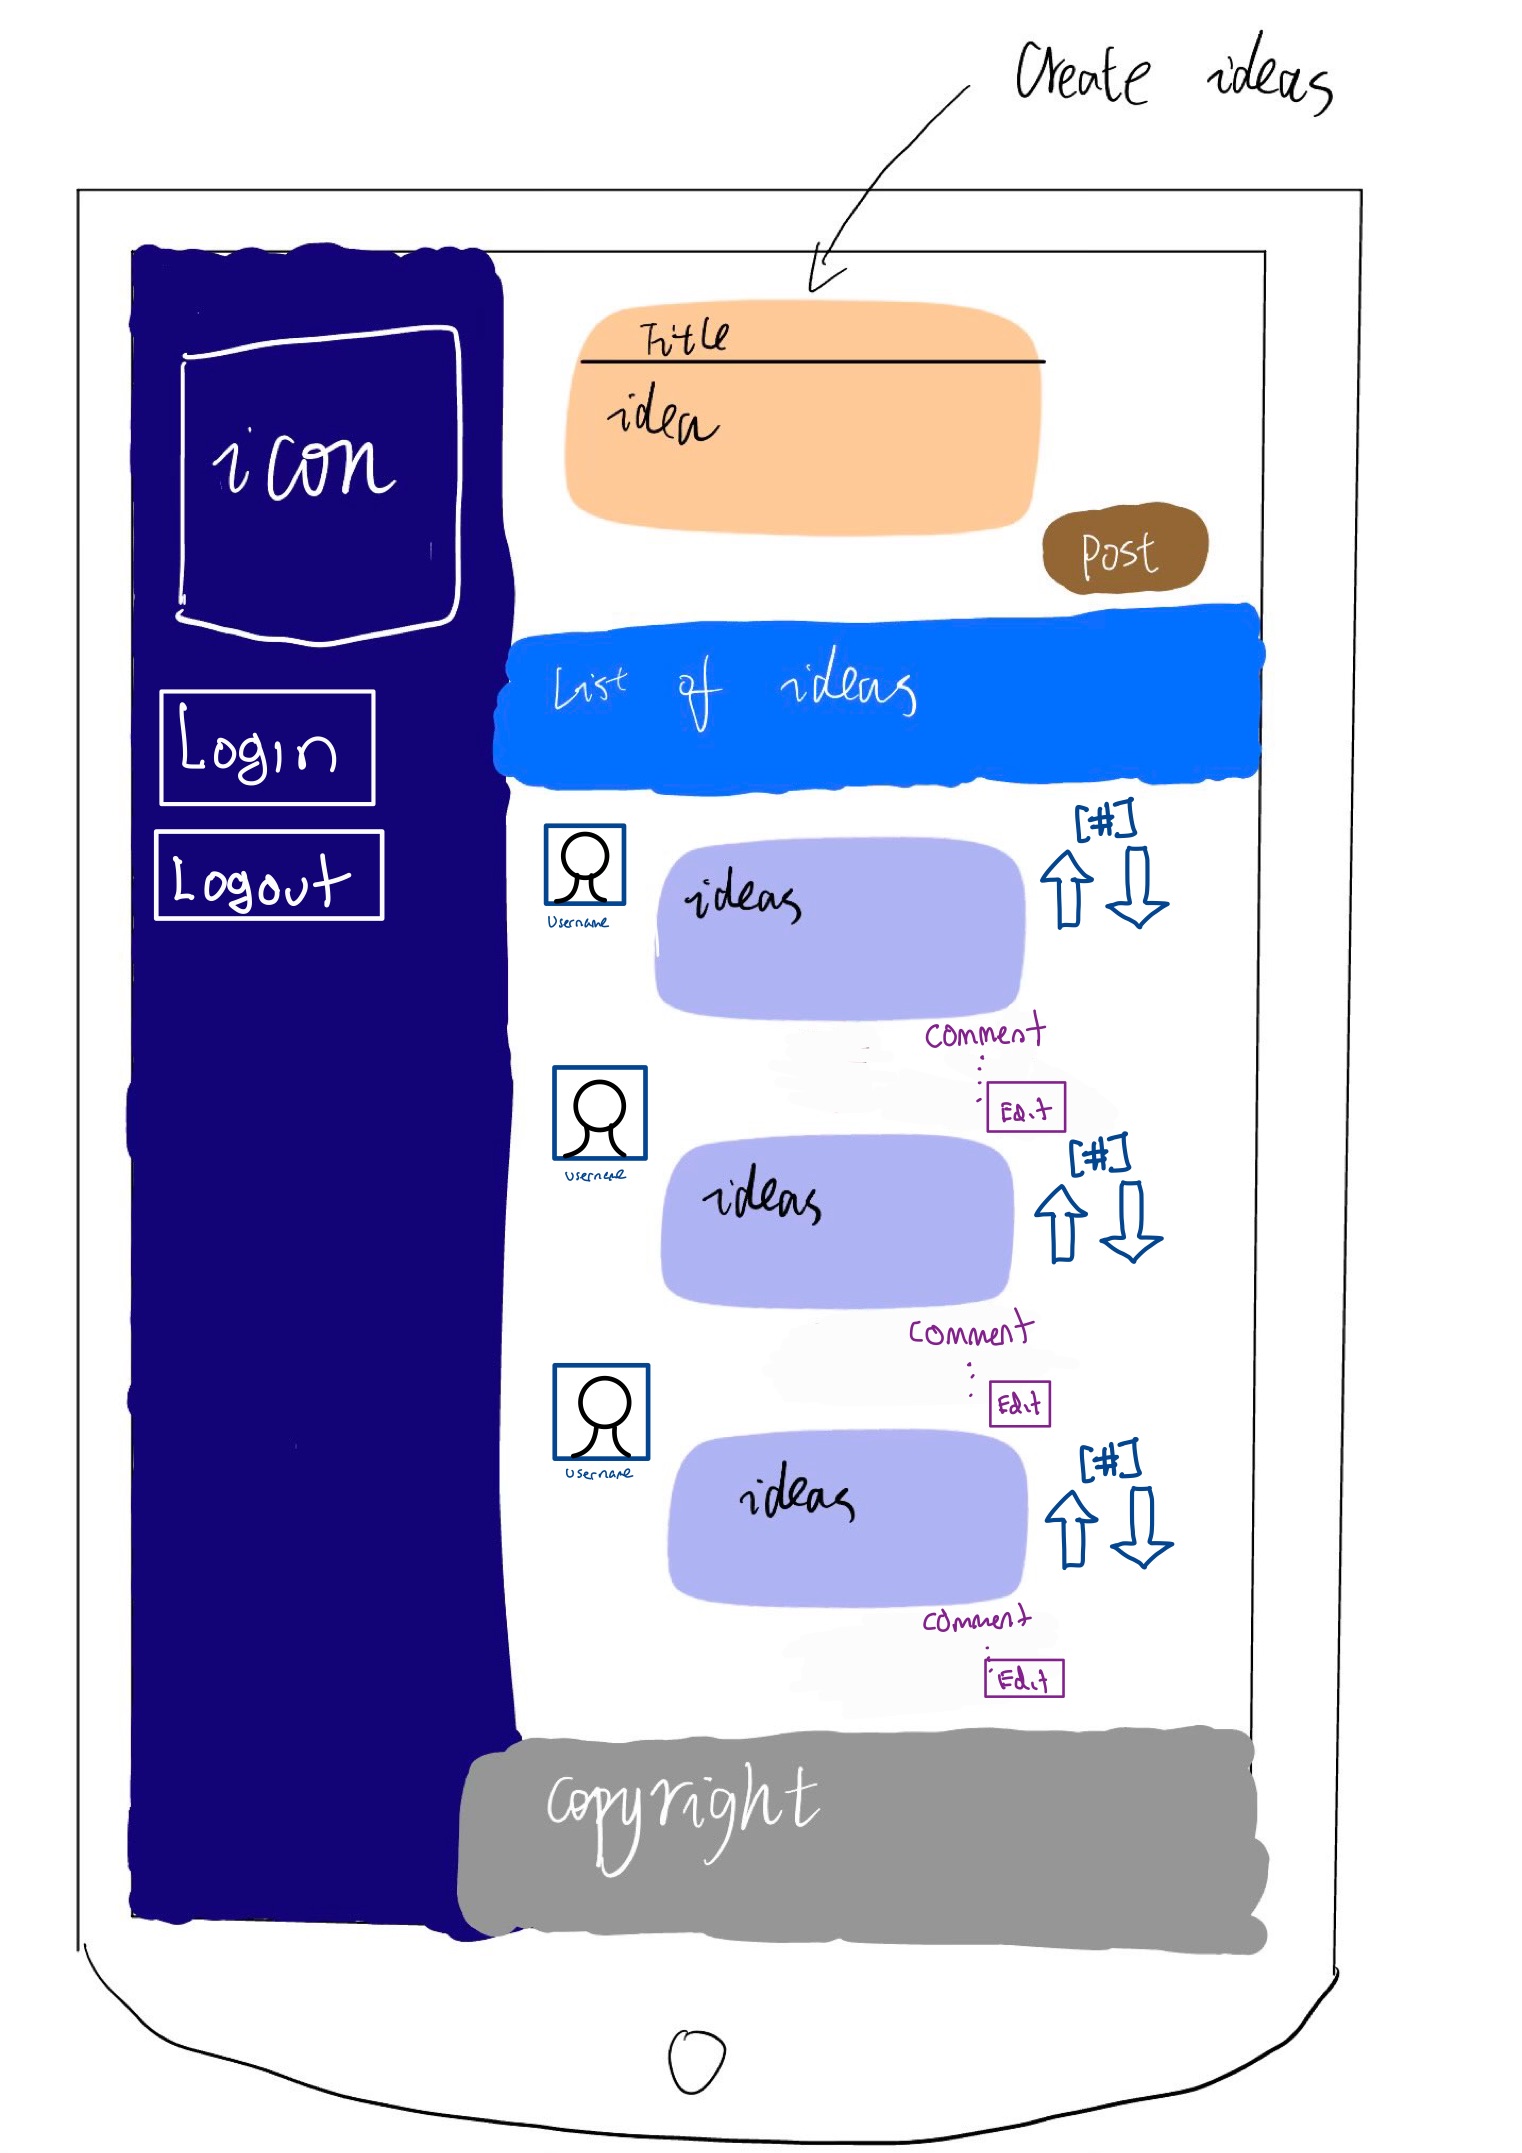 Create ideas
Title
idea
Post
icon
List of ideas
Login
Logout
[#]
ideas
Username
comment
Edit
[#]
ideas
Username
comment
Edit
[#]
ideas
Username
comment
Edit
Copyright